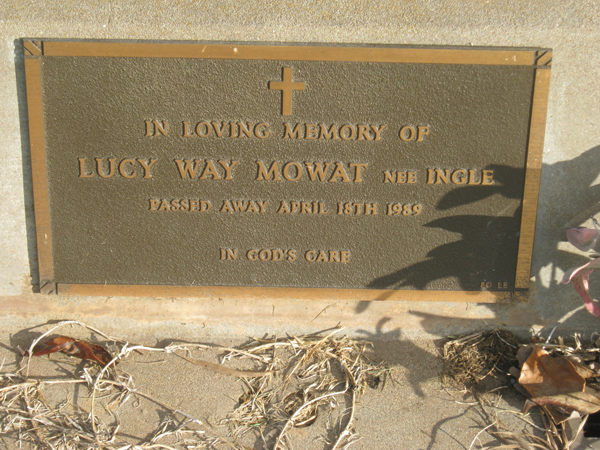 IN LOVING MEMORY OF
LUCY WAY MOWAT NEE INGLE
PASSED AWAY APRIL 18TH 1989
IN GOD'S CARE